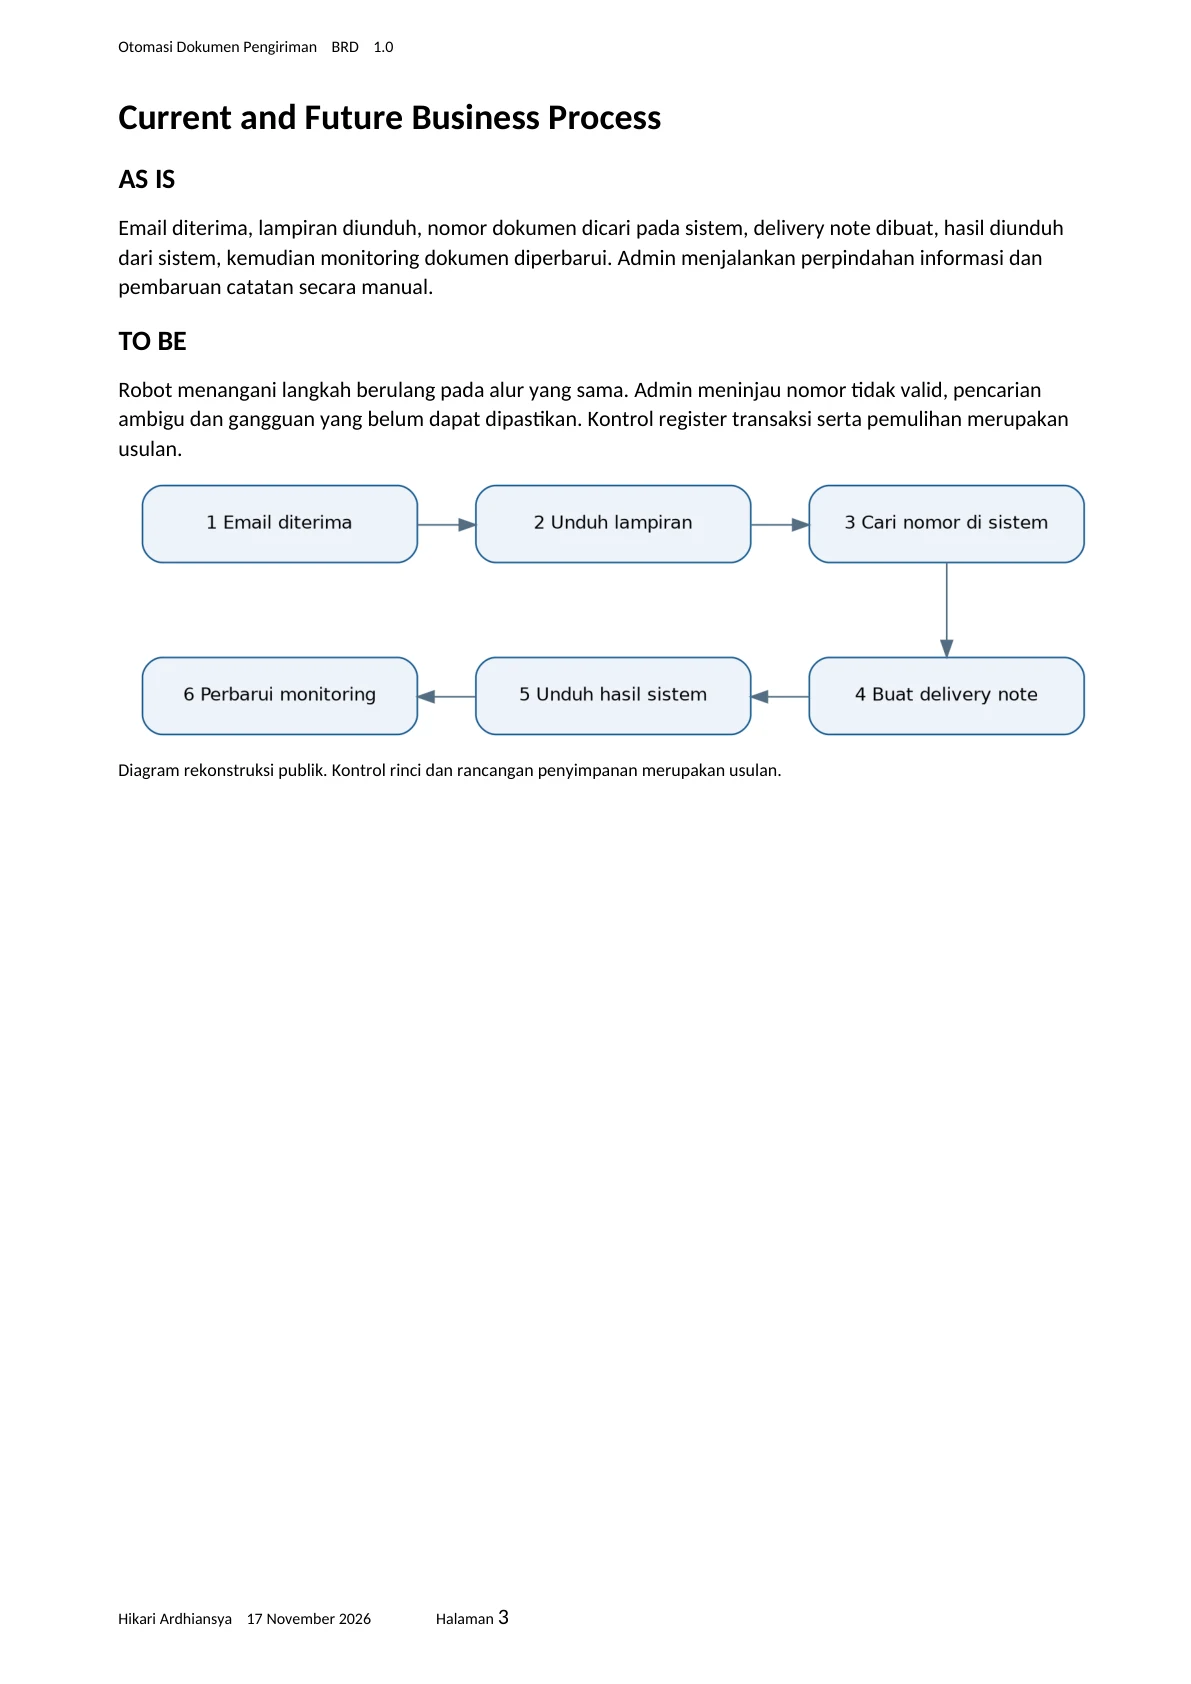 Otomasi Dokumen Pengiriman BRD 1.0
Current and Future Business Process
AS IS
Email diterima, lampiran diunduh, nomor dokumen dicari pada sistem, delivery note dibuat, hasil diunduh
dari sistem, kemudian monitoring dokumen diperbarui. Admin menjalankan perpindahan informasi dan
pembaruan catatan secara manual.
TO BE
Robot menangani langkah berulang pada alur yang sama. Admin meninjau nomor tidak valid, pencarian
ambigu dan gangguan yang belum dapat dipastikan. Kontrol register transaksi serta pemulihan merupakan
usulan.
1 Email diterima
2 Unduh lampiran
3 Cari nomor di sistem
4 Buat delivery note
5 Unduh hasil sistem
6 Perbarui monitoring
Diagram rekonstruksi publik. Kontrol rinci dan rancangan penyimpanan merupakan usulan.
Hikari Ardhiansya 17 November 2026 Halaman 3